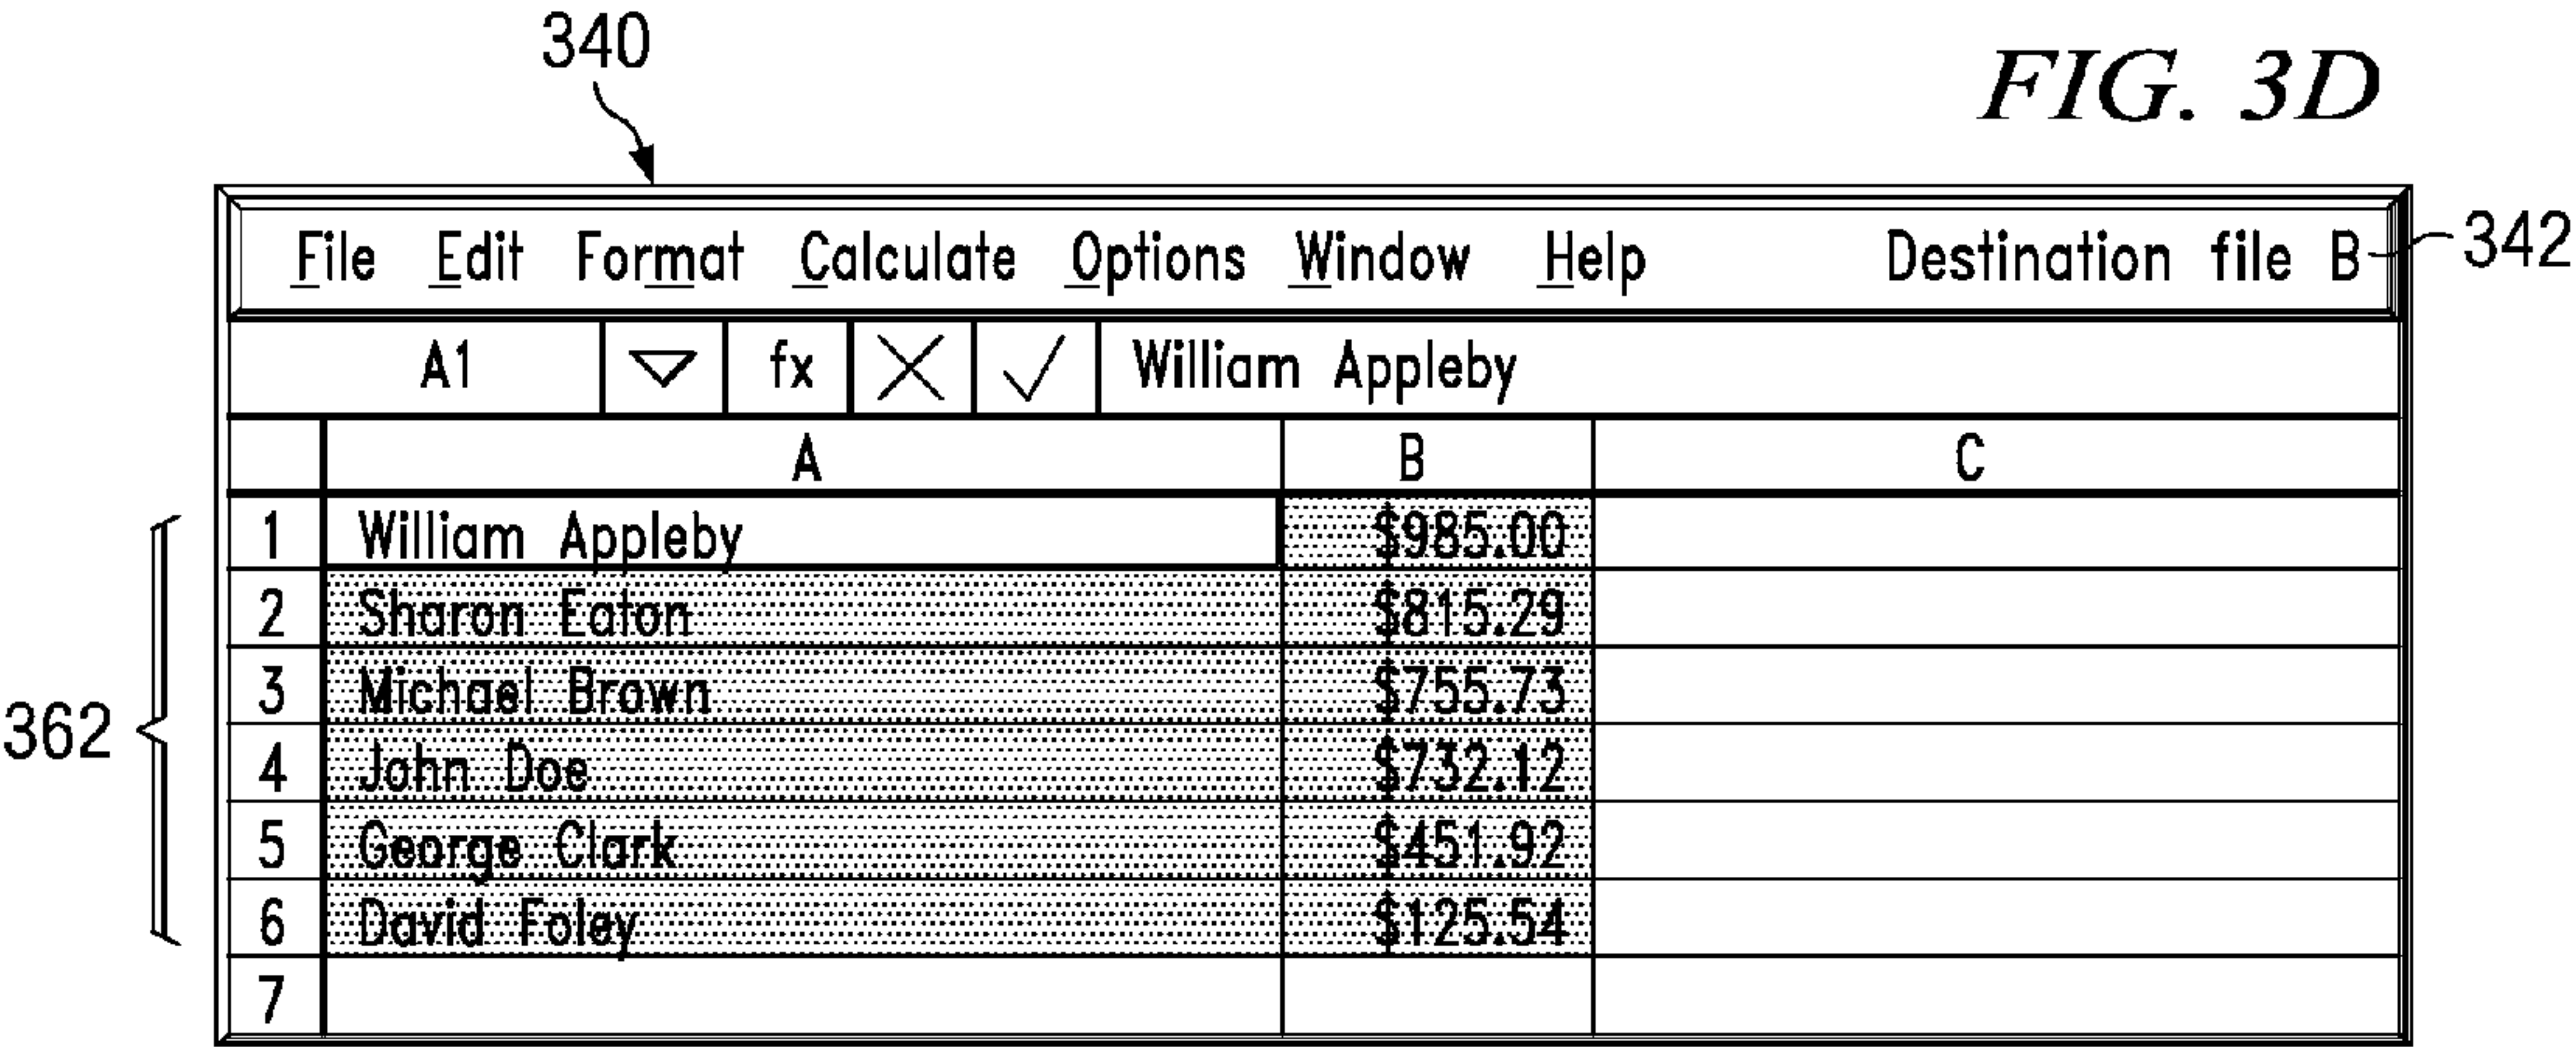 340
FIG. 3D
File Edit Format Calculate Options Window Help Destination file B 342
A1 fx William Appleby
A B C
1 William Appleby $985.00
2 Sharon Eaton $815.29
3 Michael Brown $755.73
362
4 John Doe $732.12
5 George Clark $451.92
6 David Foley $125.54
7